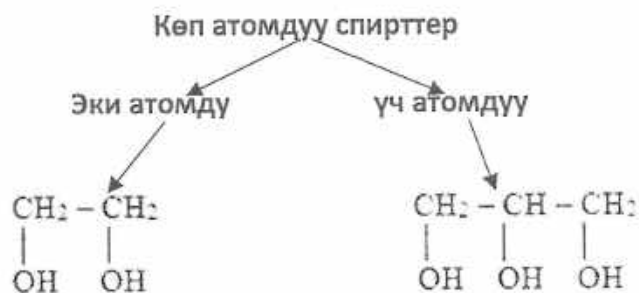 Көп атомдуу спирттер
Эки атомду үч атомдуу
CH₂ – CH₂ CH₂ – CH – CH₂
OH OH OH OH OH